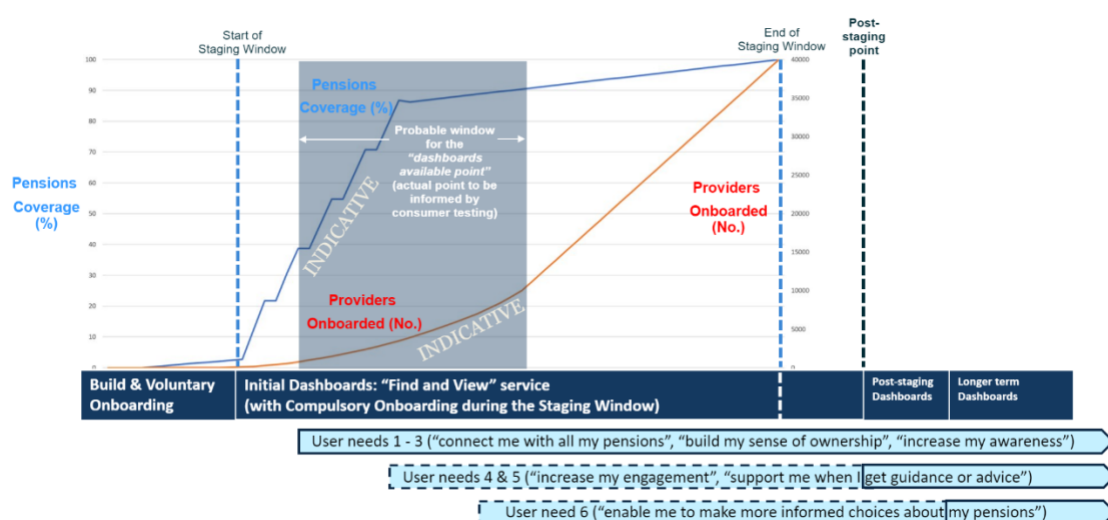 Post-
staging
point
Start of
Staging Window
End of
Staging Window
100
90
80
70
60
50
40
30
20
10
0
40000
35000
30000
25000
20000
15000
10000
5000
0
Pensions
Coverage
(%)
Pensions
Coverage (%)
Probable window
for the
"dashboards
available point"
(actual point to be
informed by
consumer testing)
INDICATIVE
Providers
Onboarded (No.)
INDICATIVE
Providers
Onboarded
(No.)
Build & Voluntary
Onboarding
Initial Dashboards: "Find and View" service
(with Compulsory Onboarding during the Staging Window)
Post-staging
Dashboards
Longer term
Dashboards
User needs 1 - 3 ("connect me with all my pensions", "build my sense of ownership", "increase my awareness")
User needs 4 & 5 ("increase my engagement", "support me when I get guidance or advice")
User need 6 ("enable me to make more informed choices about my pensions")